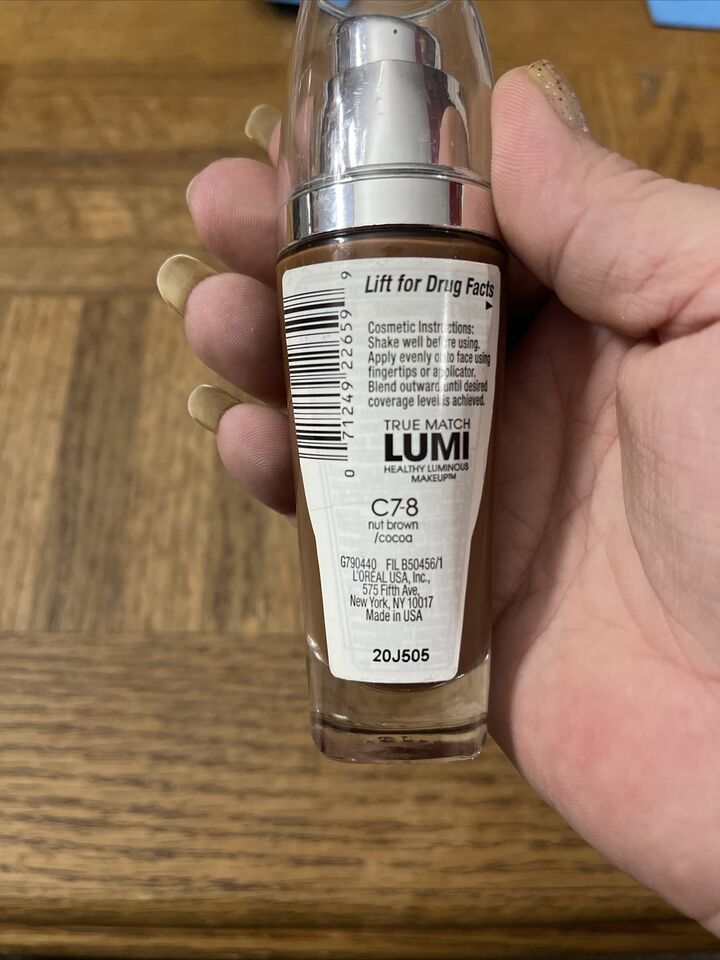 Lift for Drug Facts
Cosmetic Instructions:
Shake well before using.
Apply evenly onto face using
fingertips or applicator.
Blend outward until desired
coverage level is achieved.
TRUE MATCH
LUMI
HEALTHY LUMINOUS
MAKEUP™
C7-8
nut brown
/cocoa
G790440 FIL B50456/1
L'ORÉAL USA, Inc.,
575 Fifth Ave,
New York, NY 10017
Made in USA
20J505
0 71249 22659 9